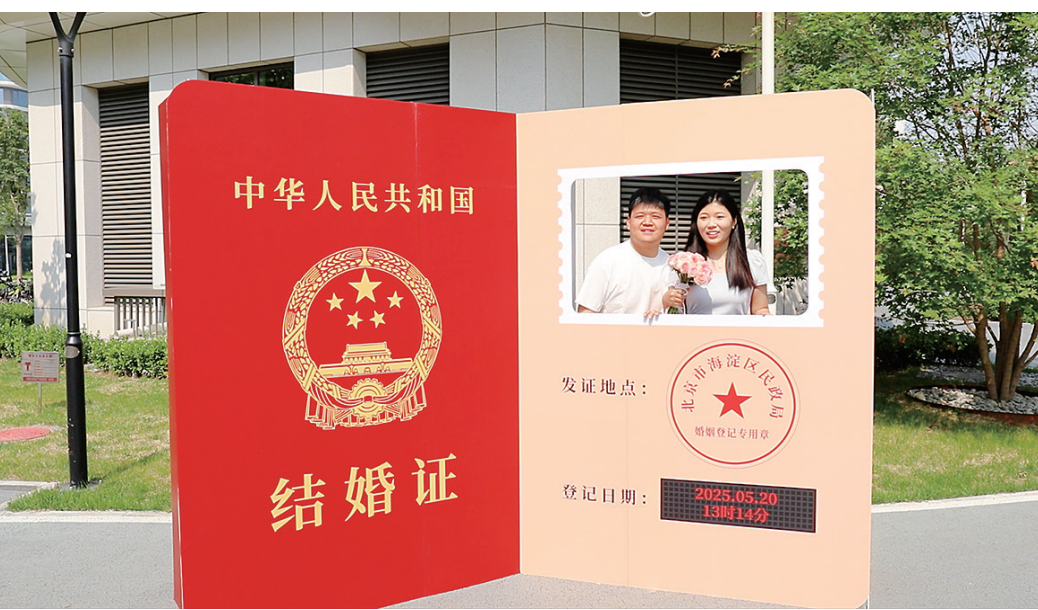 中华人民共和国
结婚证
发证地点：
北京市海淀区民政局
婚姻登记专用章
登记日期：
2025.05.20
13时14分